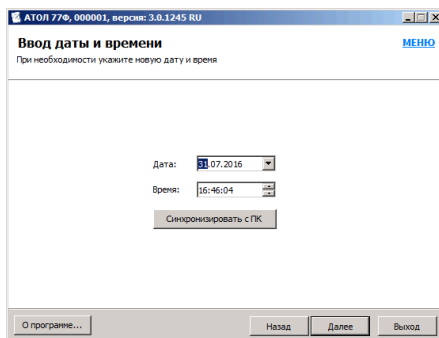 АТОЛ 77Ф, 000001, версия: 3.0.1245 RU
Ввод даты и времени
МЕНЮ
При необходимости укажите новую дату и время
Дата: 31.07.2016
Время: 16:46:04
Синхронизировать с ПК
О программе... Назад Далее Выход